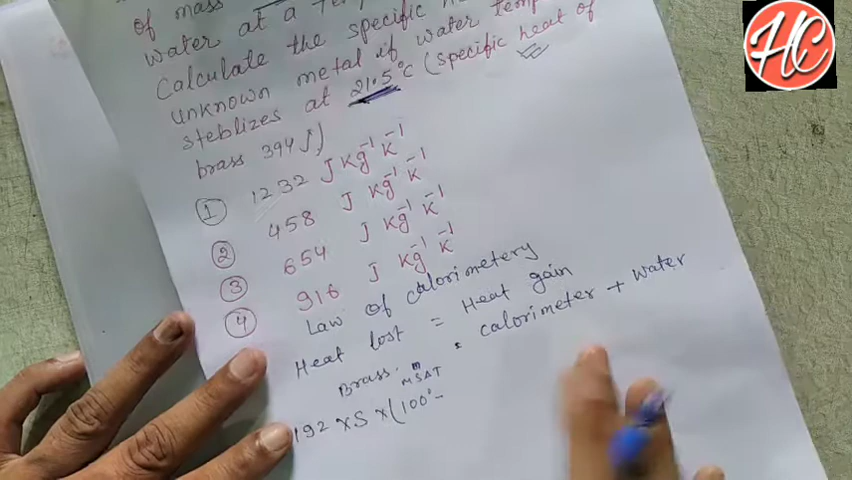 of mass
water at a
Calculate the specific
unknown metal if water temp
steblizes at 21.5°C (specific heat of
brass 394 J)
① 1232 J Kg⁻¹ K⁻¹
② 458 J Kg⁻¹ K⁻¹
③ 654 J Kg⁻¹ K⁻¹
④ 916 J Kg⁻¹ K⁻¹
Law of calorimetery
Heat lost = Heat gain
Brass = calorimeter + water
MSΔT
192 × S × (100° -
HC